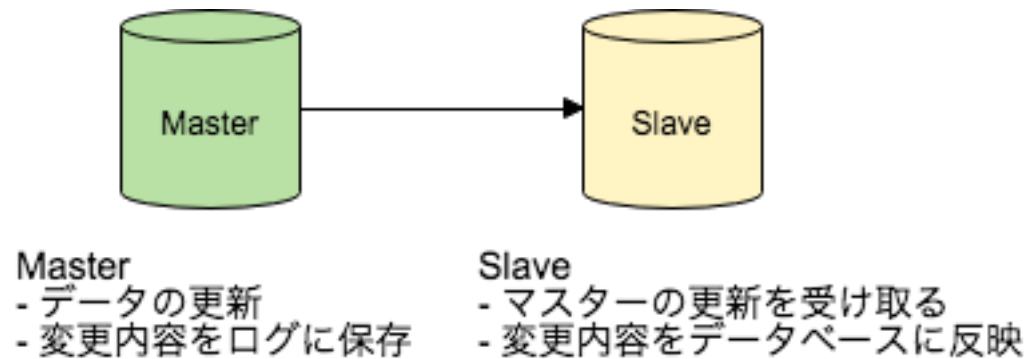 Master
Slave
Master
- データの更新
- 変更内容をログに保存
Slave
- マスターの更新を受け取る
- 変更内容をデータベースに反映